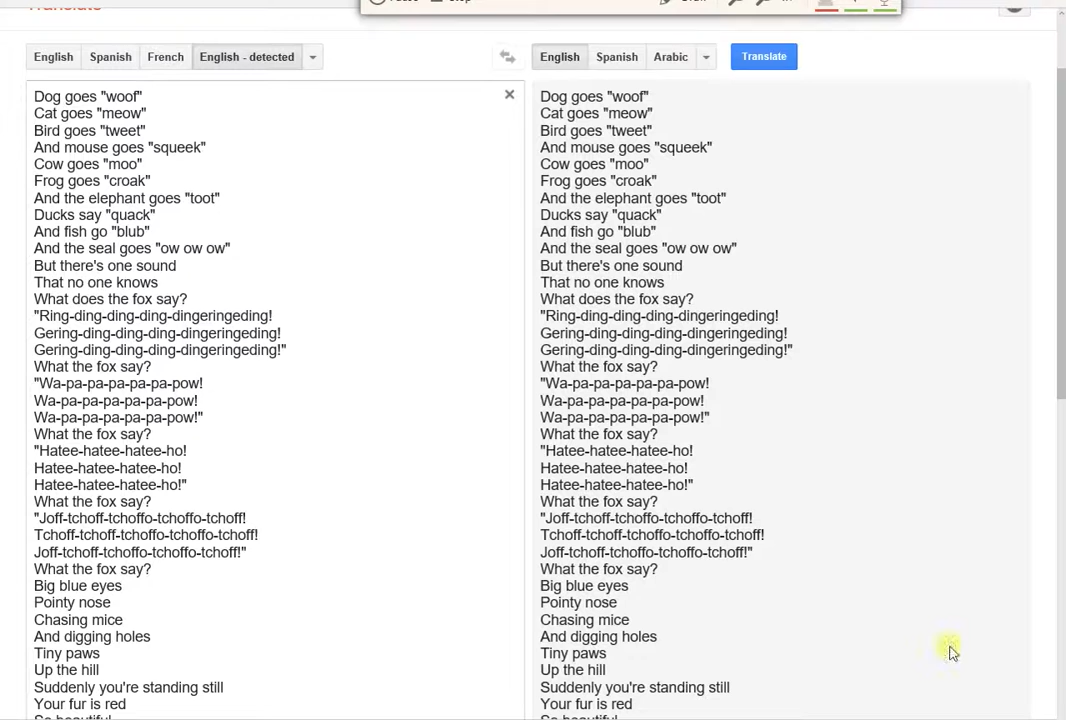 Translate
English Spanish French English - detected
English Spanish Arabic Translate
Dog goes "woof"
Cat goes "meow"
Bird goes "tweet"
And mouse goes "squeek"
Cow goes "moo"
Frog goes "croak"
And the elephant goes "toot"
Ducks say "quack"
And fish go "blub"
And the seal goes "ow ow ow"
But there's one sound
That no one knows
What does the fox say?
"Ring-ding-ding-ding-dingeringeding!
Gering-ding-ding-ding-dingeringeding!
Gering-ding-ding-ding-dingeringeding!"
What the fox say?
"Wa-pa-pa-pa-pa-pa-pow!
Wa-pa-pa-pa-pa-pa-pow!
Wa-pa-pa-pa-pa-pa-pow!"
What the fox say?
"Hatee-hatee-hatee-ho!
Hatee-hatee-hatee-ho!
Hatee-hatee-hatee-ho!"
What the fox say?
"Joff-tchoff-tchoffo-tchoffo-tchoff!
Tchoff-tchoff-tchoffo-tchoffo-tchoff!
Joff-tchoff-tchoffo-tchoffo-tchoff!"
What the fox say?
Big blue eyes
Pointy nose
Chasing mice
And digging holes
Tiny paws
Up the hill
Suddenly you're standing still
Your fur is red
So beautiful
Dog goes "woof"
Cat goes "meow"
Bird goes "tweet"
And mouse goes "squeek"
Cow goes "moo"
Frog goes "croak"
And the elephant goes "toot"
Ducks say "quack"
And fish go "blub"
And the seal goes "ow ow ow"
But there's one sound
That no one knows
What does the fox say?
"Ring-ding-ding-ding-dingeringeding!
Gering-ding-ding-ding-dingeringeding!
Gering-ding-ding-ding-dingeringeding!"
What the fox say?
"Wa-pa-pa-pa-pa-pa-pow!
Wa-pa-pa-pa-pa-pa-pow!
Wa-pa-pa-pa-pa-pa-pow!"
What the fox say?
"Hatee-hatee-hatee-ho!
Hatee-hatee-hatee-ho!
Hatee-hatee-hatee-ho!"
What the fox say?
"Joff-tchoff-tchoffo-tchoffo-tchoff!
Tchoff-tchoff-tchoffo-tchoffo-tchoff!
Joff-tchoff-tchoffo-tchoffo-tchoff!"
What the fox say?
Big blue eyes
Pointy nose
Chasing mice
And digging holes
Tiny paws
Up the hill
Suddenly you're standing still
Your fur is red
So beautiful